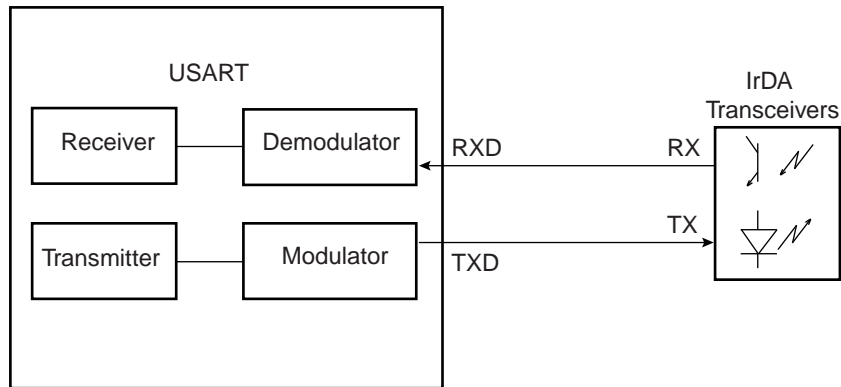 USART
IrDA
Transceivers
Receiver
Demodulator
RXD
RX
Transmitter
Modulator
TXD
TX